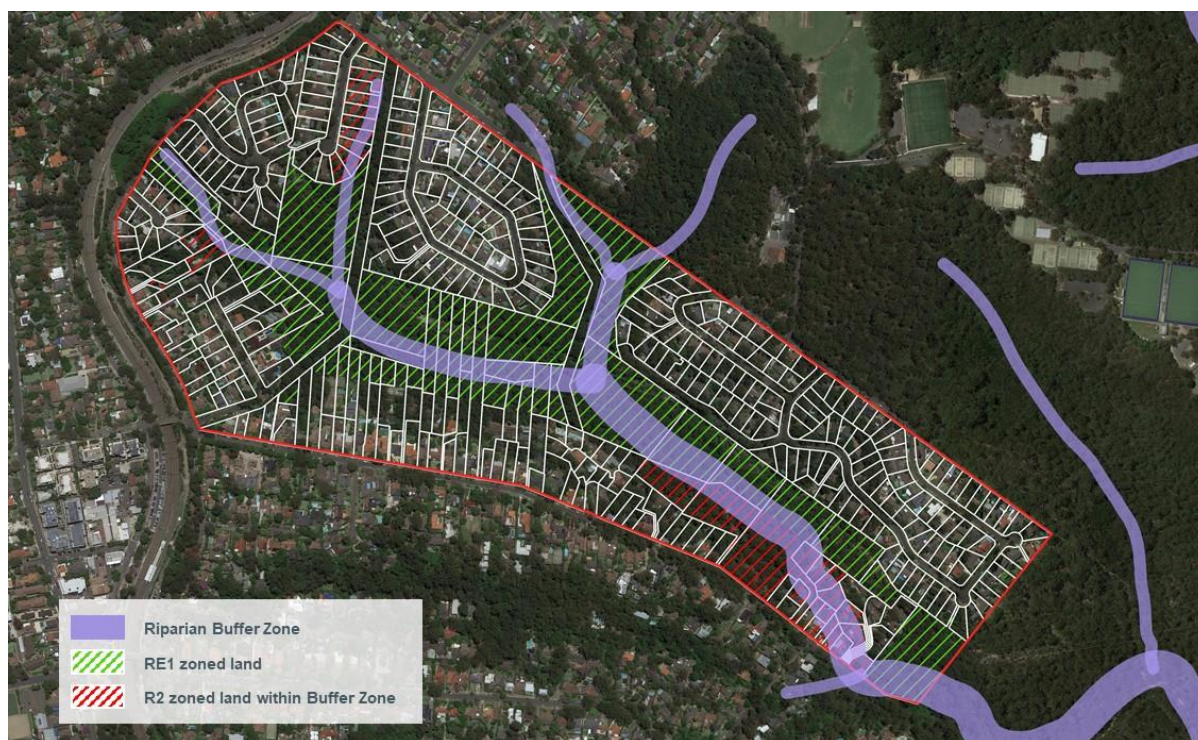 Riparian Buffer Zone
RE1 zoned land
R2 zoned land within Buffer Zone